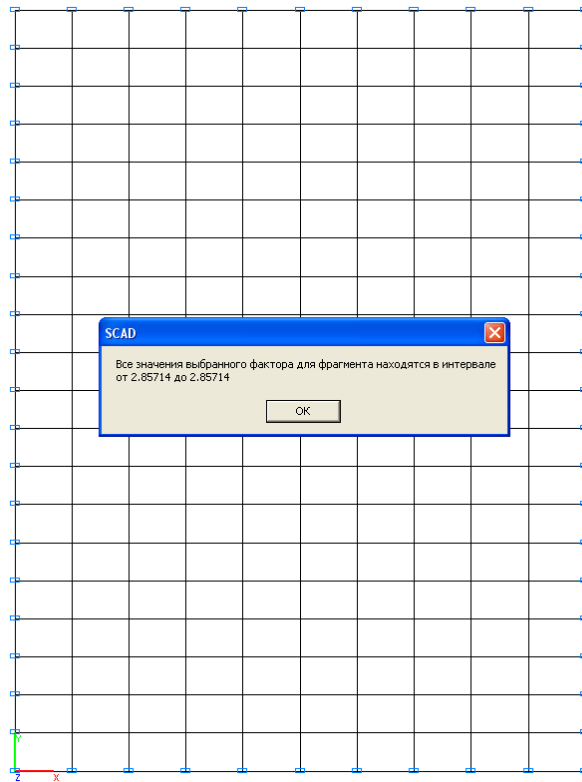 SCAD
Все значения выбранного фактора для фрагмента находятся в интервале
от 2.85714 до 2.85714
OK
Y
Z X